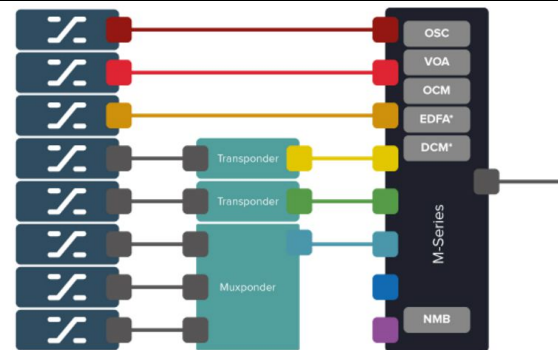 OSC
VOA
OCM
EDFA*
DCM*
Transponder
Transponder
Muxponder
M-Series
NMB